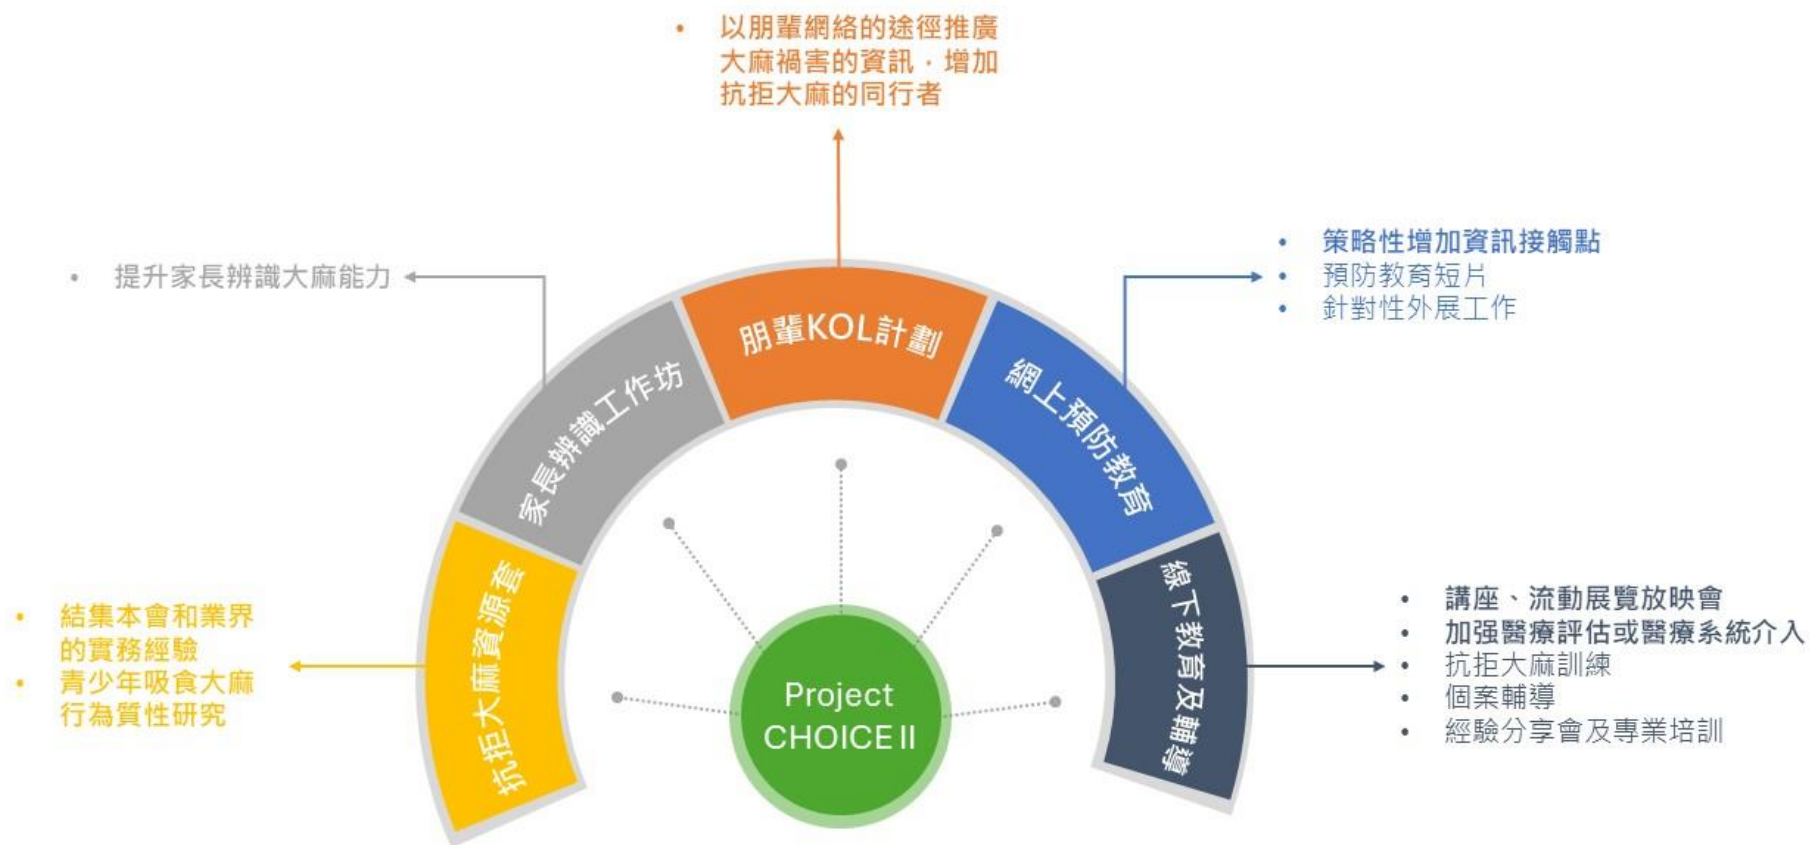 • 以朋輩網絡的途徑推廣
大麻禍害的資訊，增加
抗拒大麻的同行者
• 提升家長辨識大麻能力
• 策略性增加資訊接觸點
• 預防教育短片
• 針對性外展工作
朋輩KOL計劃
家長辨識工作坊
網上預防教育
抗拒大麻資源套
線下教育及輔導
• 結集本會和業界
的實務經驗
• 青少年吸食大麻
行為質性研究
Project
CHOICE II
• 講座、流動展覽放映會
• 加强醫療評估或醫療系統介入
• 抗拒大麻訓練
• 個案輔導
• 經驗分享會及專業培訓